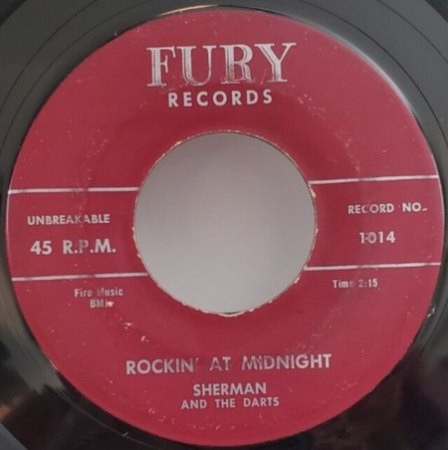 FURY
RECORDS
UNBREAKABLE
45 R.P.M.
RECORD NO.
1014
Fire Music
BMI
Time 2:15
ROCKIN' AT MIDNIGHT
SHERMAN
AND THE DARTS